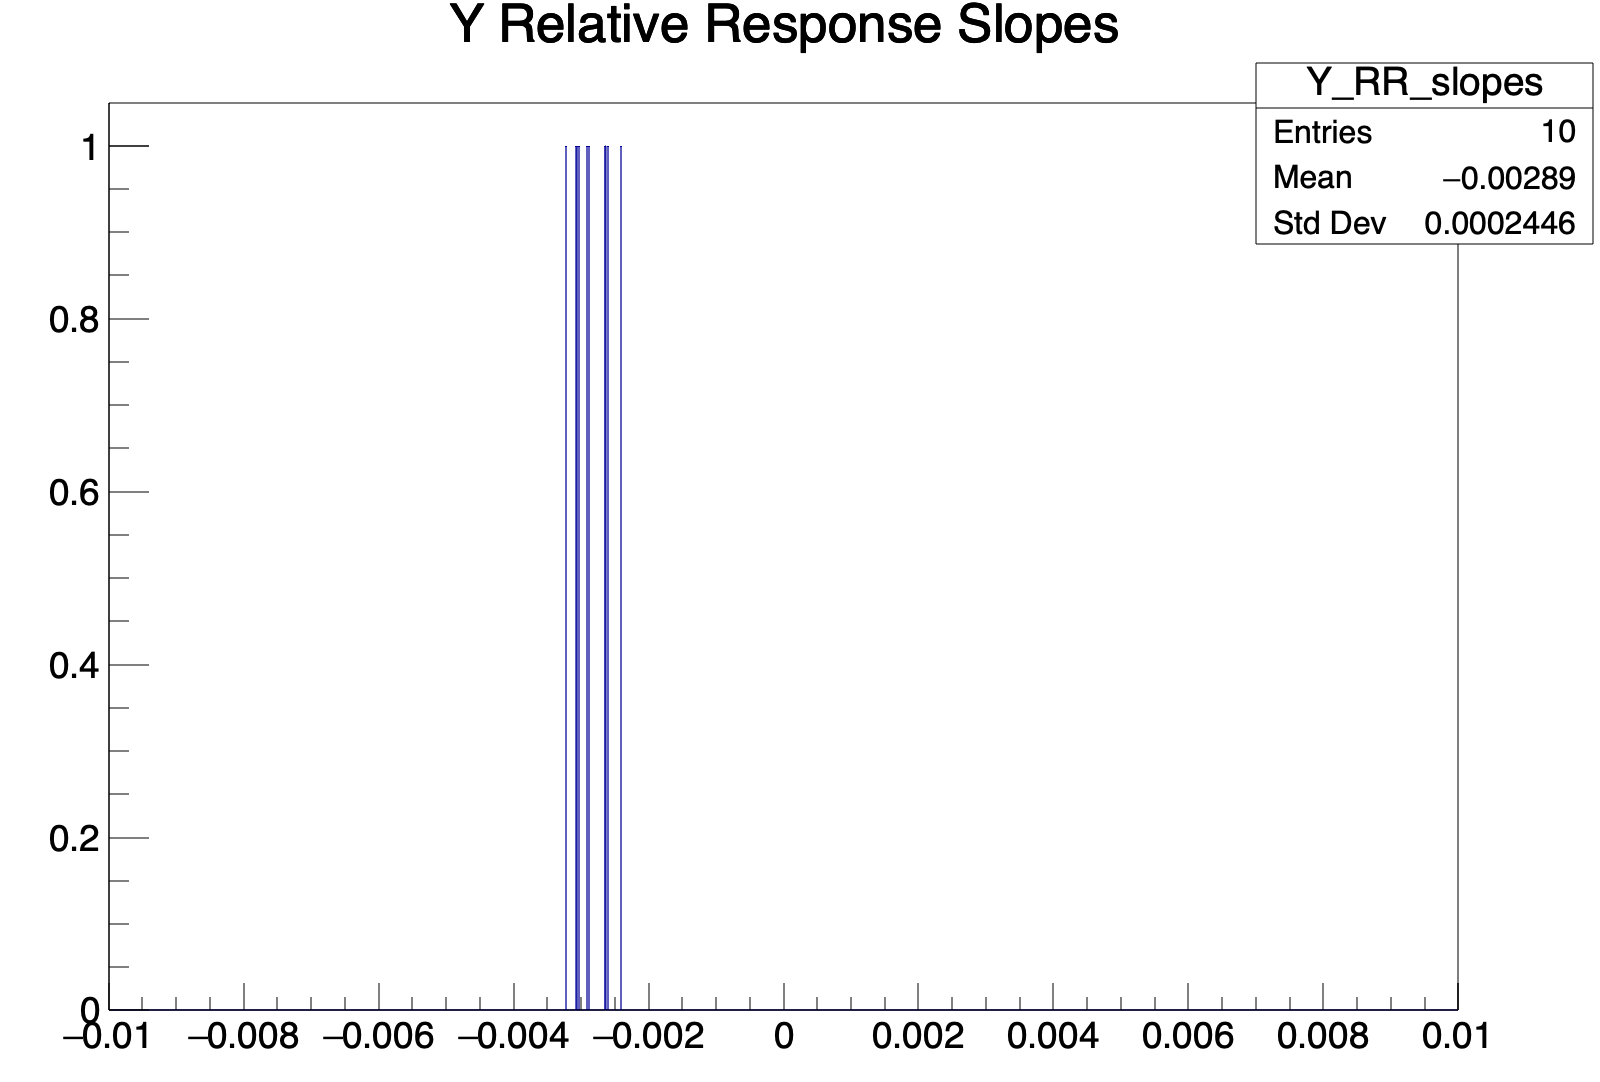 Y Relative Response Slopes
Y_RR_slopes
Entries 10
Mean −0.00289
Std Dev 0.0002446
1
0.8
0.6
0.4
0.2
0
−0.01 −0.008 −0.006 −0.004 −0.002 0 0.002 0.004 0.006 0.008 0.01